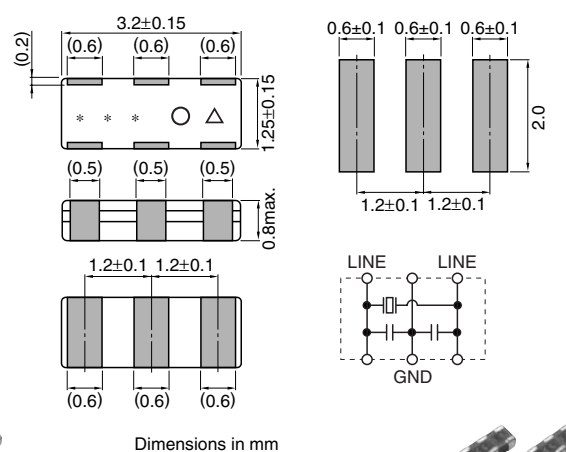 3.2±0.15
(0.6) (0.6) (0.6)
(0.2)
1.25±0.15
* * * ○ △
(0.5) (0.5) (0.5)
0.8max.
1.2±0.1 1.2±0.1
(0.6) (0.6) (0.6)
0.6±0.1 0.6±0.1 0.6±0.1
2.0
1.2±0.1 1.2±0.1
LINE LINE
GND
Dimensions in mm